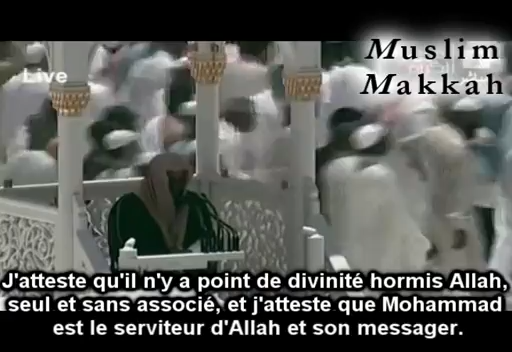 Muslim
Makkah
Live
J'atteste qu'il n'y a point de divinité hormis Allah,
seul et sans associé, et j'atteste que Mohammad
est le serviteur d'Allah et son messager.